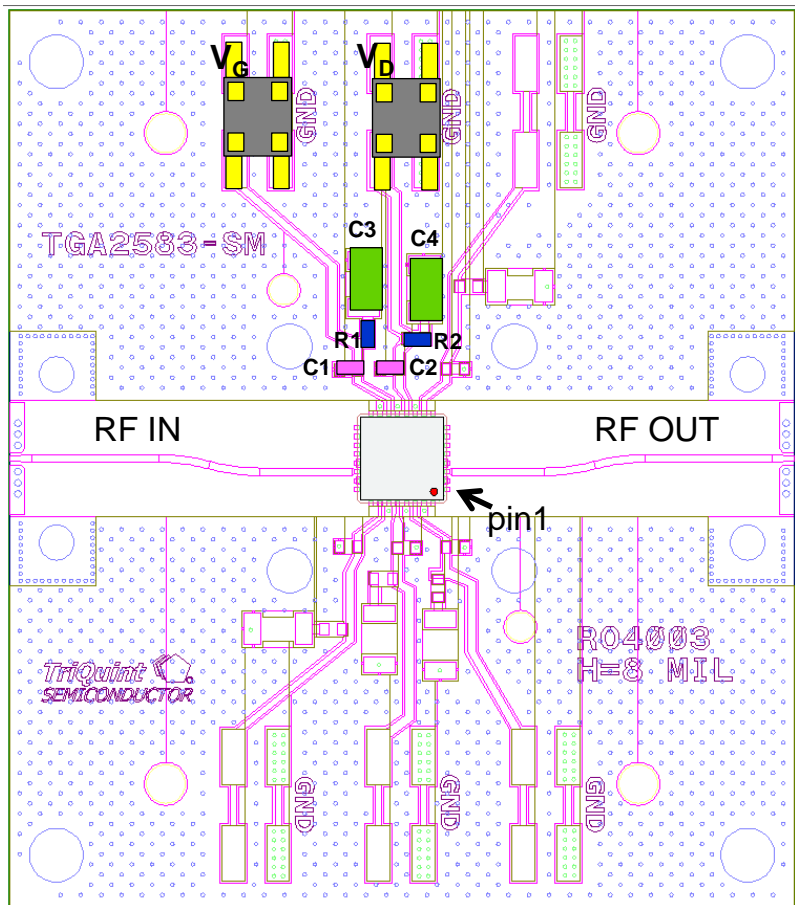 VG
VD
GND
GND
GND
TGA2583-SM
C3
C4
R1
R2
C1
C2
RF IN
RF OUT
pin1
TriQuint
SEMICONDUCTOR
RO4003
H=8 MIL
GND
GND
GND